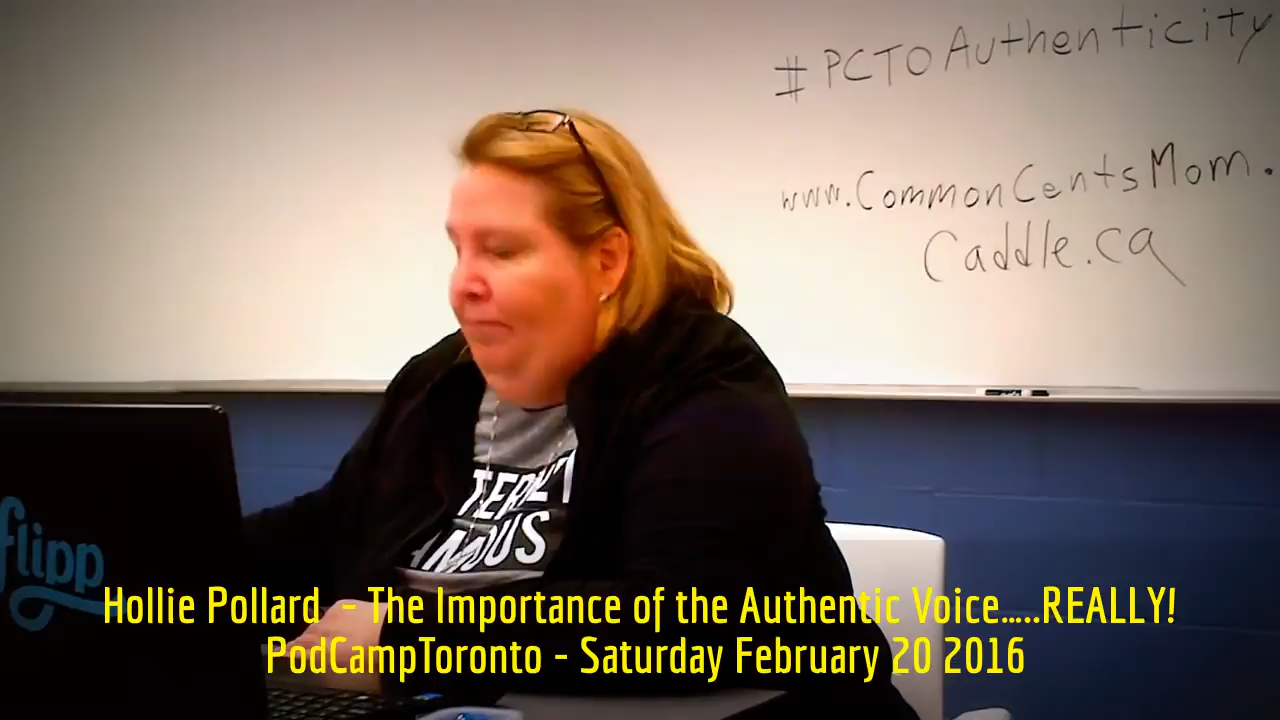 #PCTOAuthenticity
www.CommonCentsMom.
Caddle.ca
flipp
Hollie Pollard - The Importance of the Authentic Voice.....REALLY!
PodCampToronto - Saturday February 20 2016